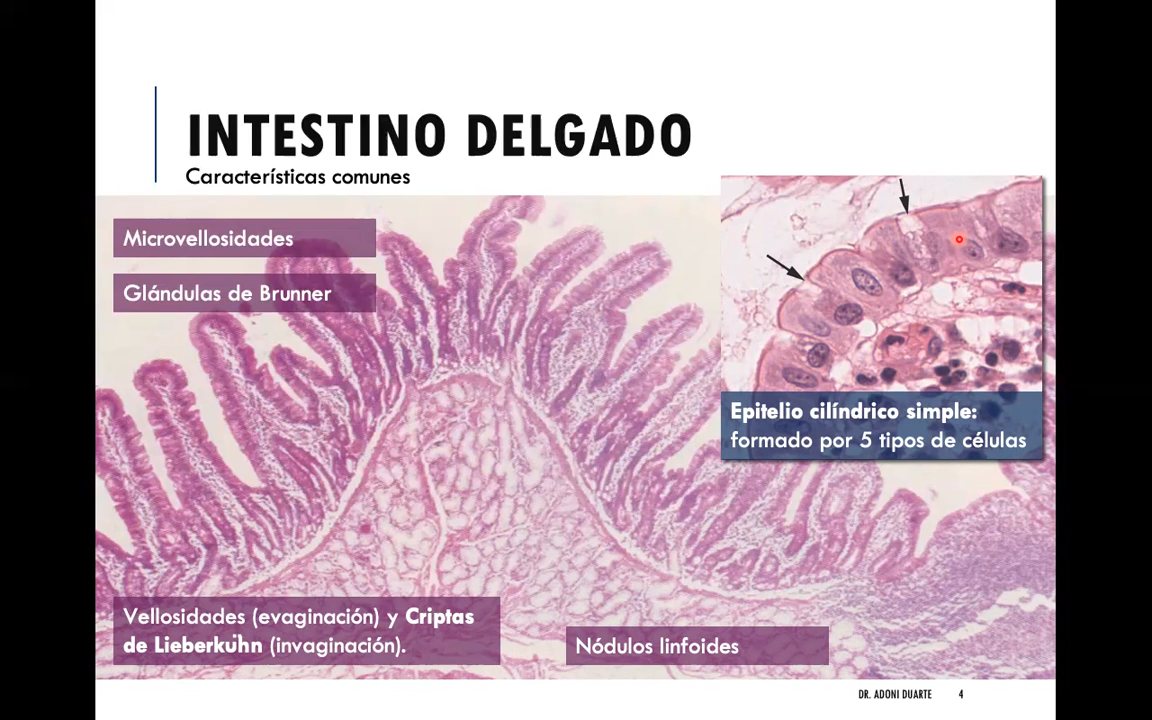 INTESTINO DELGADO
Características comunes
Microvellosidades
Glándulas de Brunner
Epitelio cilíndrico simple:
formado por 5 tipos de células
Vellosidades (evaginación) y Criptas
de Lieberkühn (invaginación).
Nódulos linfoides
DR. ADONI DUARTE 4